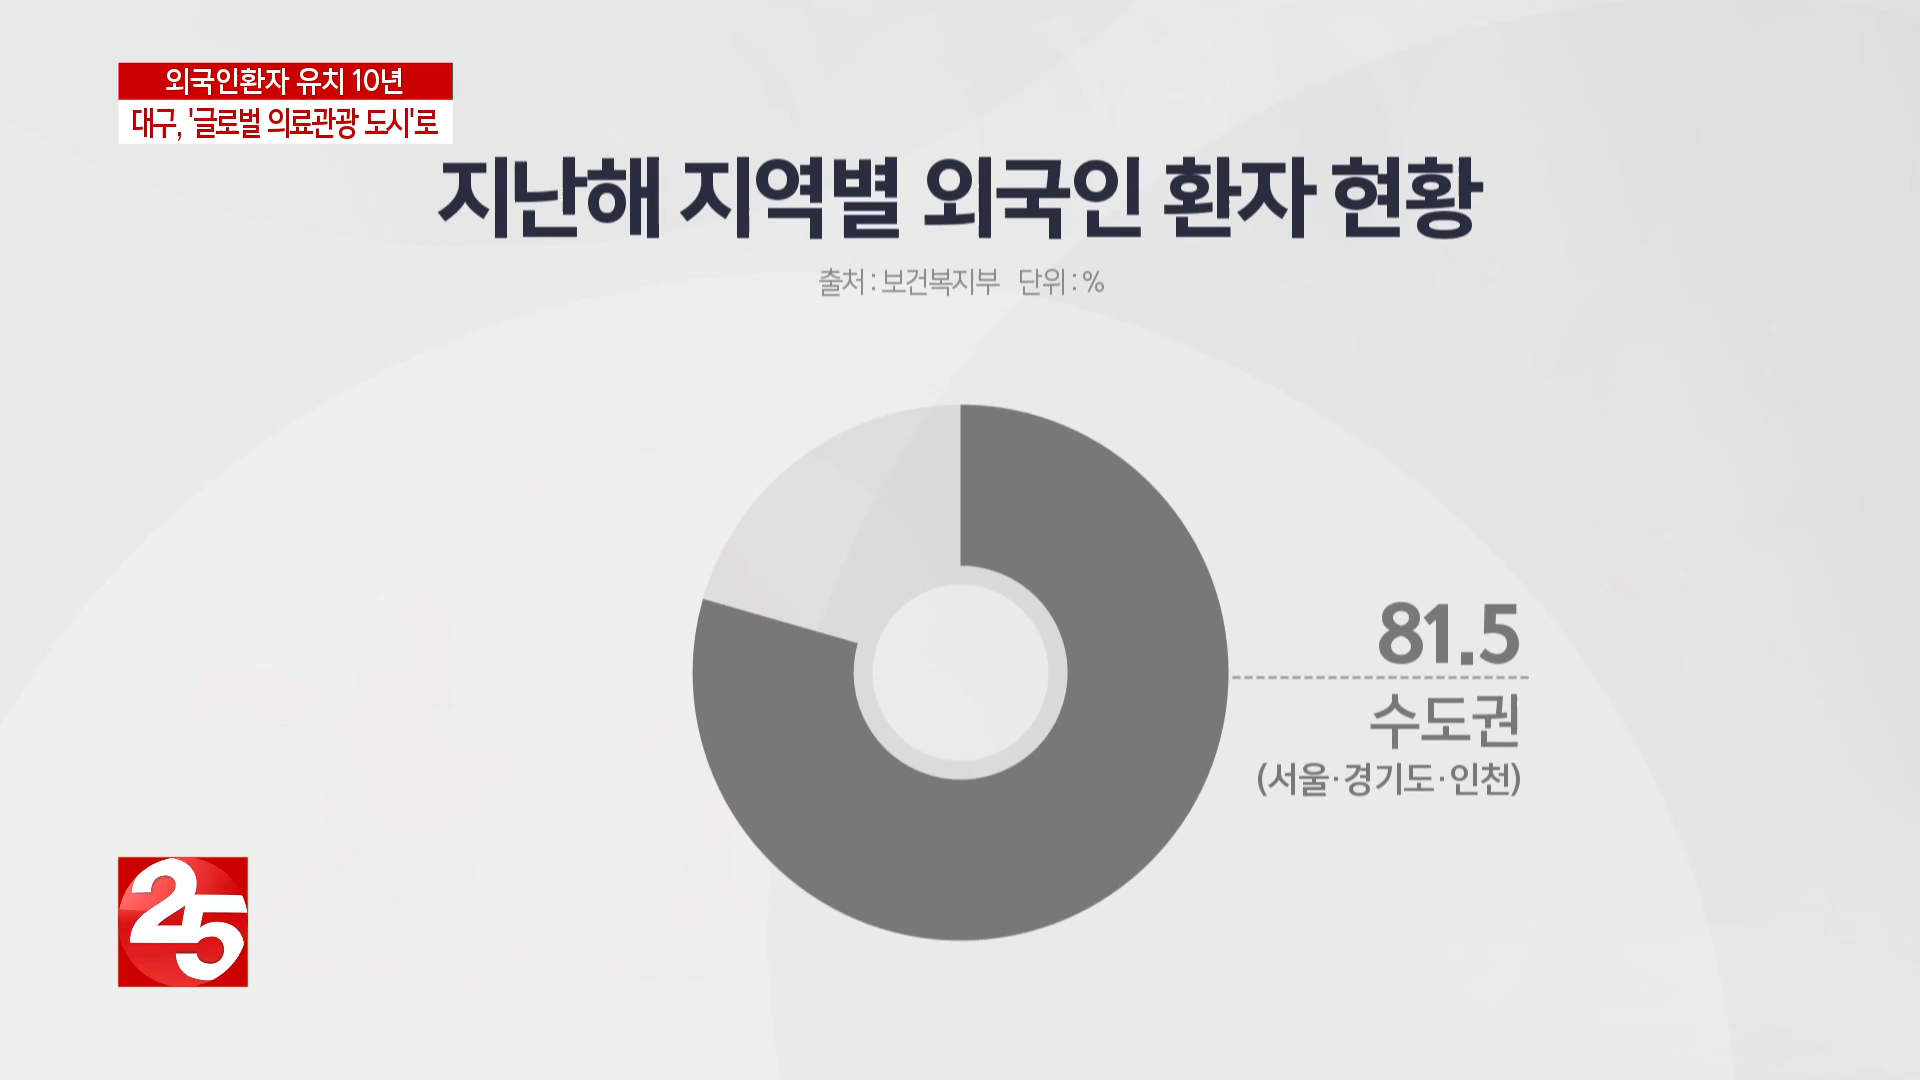 외국인환자 유치 10년
대구, '글로벌 의료관광 도시'로
지난해 지역별 외국인 환자 현황
출처 : 보건복지부 단위 : %
81.5
수도권
(서울·경기도·인천)
25